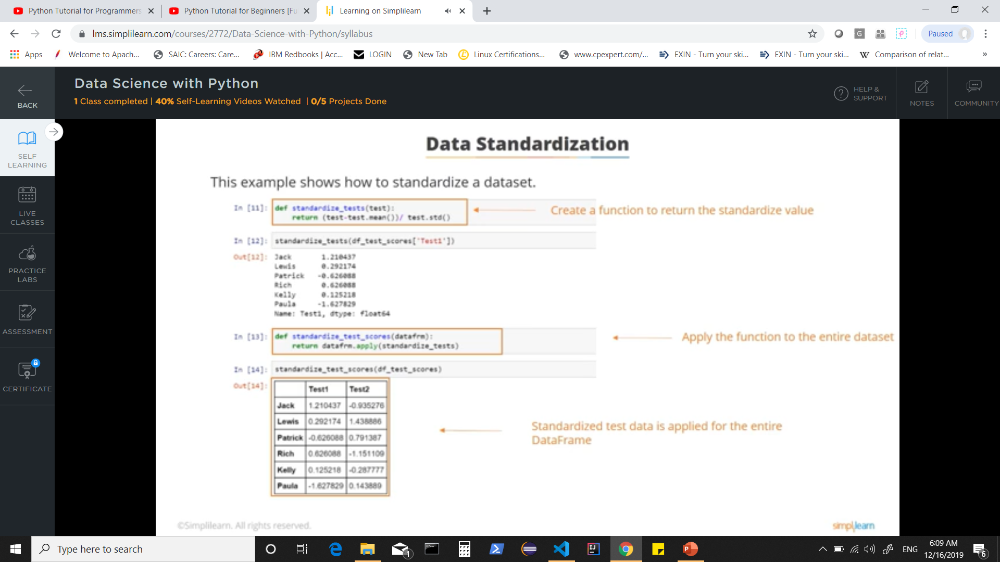 Python Tutorial for Programmers
Python Tutorial for Beginners [Fu
Learning on Simplilearn
lms.simplilearn.com/courses/2772/Data-Science-with-Python/syllabus
Paused
Apps
Welcome to Apach...
SAIC: Careers: Care...
IBM Redbooks | Acc...
LOGIN
New Tab
Linux Certifications...
www.cpexpert.com/...
EXIN - Turn your ski...
EXIN - Turn your ski...
Comparison of relat...
»
BACK
Data Science with Python
1 Class completed | 40% Self-Learning Videos Watched | 0/5 Projects Done
HELP &
SUPPORT
NOTES
COMMUNITY
SELF
LEARNING
LIVE
CLASSES
PRACTICE
LABS
ASSESSMENT
CERTIFICATE
Data Standardization
This example shows how to standardize a dataset.
In [11]: def standardize_tests(test):
return (test-test.mean())/ test.std()
Create a function to return the standardize value
In [12]: standardize_tests(df_test_scores['Test1'])
Out[12]: Jack 1.210437
Lewis 0.292174
Patrick -0.626088
Rich 0.626088
Kelly 0.125218
Paula -1.627829
Name: Test1, dtype: float64
In [13]: def standardize_test_scores(datafrm):
return datafrm.apply(standardize_tests)
Apply the function to the entire dataset
In [14]: standardize_test_scores(df_test_scores)
Out[14]:
Test1 Test2
Jack 1.210437 -0.935276
Lewis 0.292174 1.438886
Patrick -0.626088 0.791387
Rich 0.626088 -1.151109
Kelly 0.125218 -0.287777
Paula -1.627829 0.143889
Standardized test data is applied for the entire
DataFrame
©Simplilearn. All rights reserved.
simplilearn
Type here to search
1
ENG
6:09 AM
12/16/2019
6